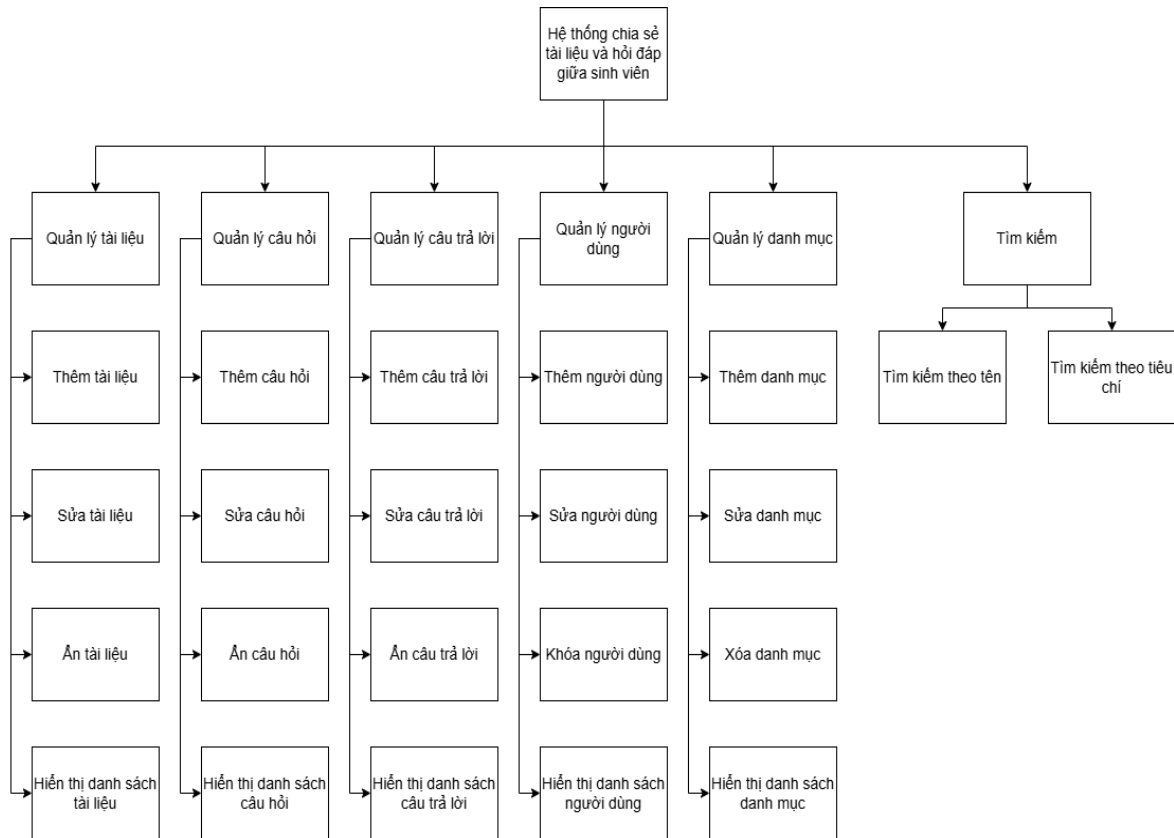 Hệ thống chia sẻ
tài liệu và hỏi đáp
giữa sinh viên
Quản lý tài liệu
Quản lý câu hỏi
Quản lý câu trả lời
Quản lý người
dùng
Quản lý danh mục
Tìm kiếm
Thêm tài liệu
Thêm câu hỏi
Thêm câu trả lời
Thêm người dùng
Thêm danh mục
Tìm kiếm theo tên
Tìm kiếm theo tiêu
chí
Sửa tài liệu
Sửa câu hỏi
Sửa câu trả lời
Sửa người dùng
Sửa danh mục
Ẩn tài liệu
Ẩn câu hỏi
Ẩn câu trả lời
Khóa người dùng
Xóa danh mục
Hiển thị danh sách
tài liệu
Hiển thị danh sách
câu hỏi
Hiển thị danh sách
câu trả lời
Hiển thị danh sách
người dùng
Hiển thị danh sách
danh mục